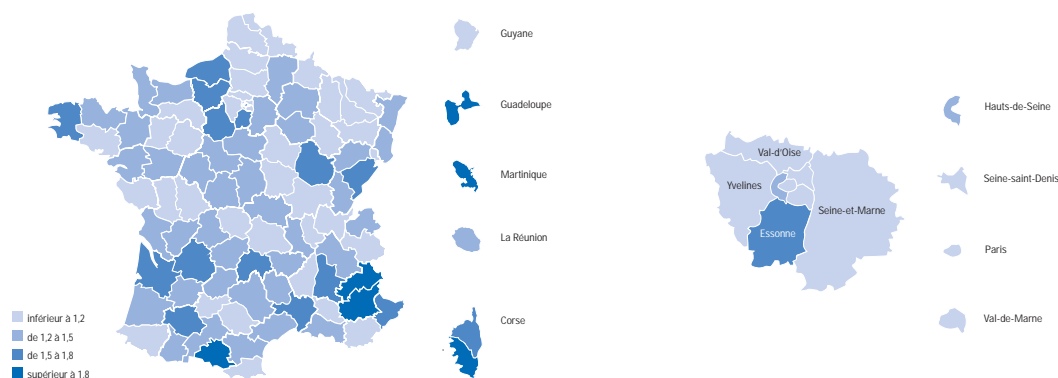 Guyane
Guadeloupe
Martinique
La Réunion
Corse
inférieur à 1,2
de 1,2 à 1,5
de 1,5 à 1,8
supérieur à 1.8
Val-d'Oise
Yvelines
Seine-et-Marne
Essonne
Hauts-de-Seine
Seine-saint-Denis
Paris
Val-de-Marne